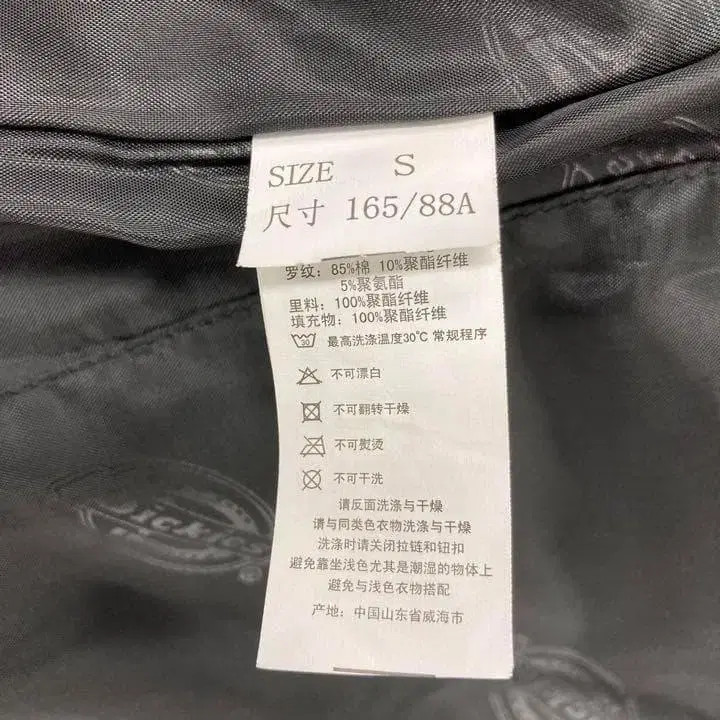 SIZE S
尺寸 165/88A
罗纹: 85%棉 10%聚酯纤维
5%聚氨酯
里料: 100%聚酯纤维
填充物: 100%聚酯纤维
30 最高洗涤温度30℃ 常规程序
不可漂白
不可翻转干燥
不可熨烫
不可干洗
请反面洗涤与干燥
请与同类色衣物洗涤与干燥
洗涤时请关闭拉链和钮扣
避免靠坐浅色尤其是潮湿的物体上
避免与浅色衣物搭配
产地: 中国山东省威海市
Dickies
®